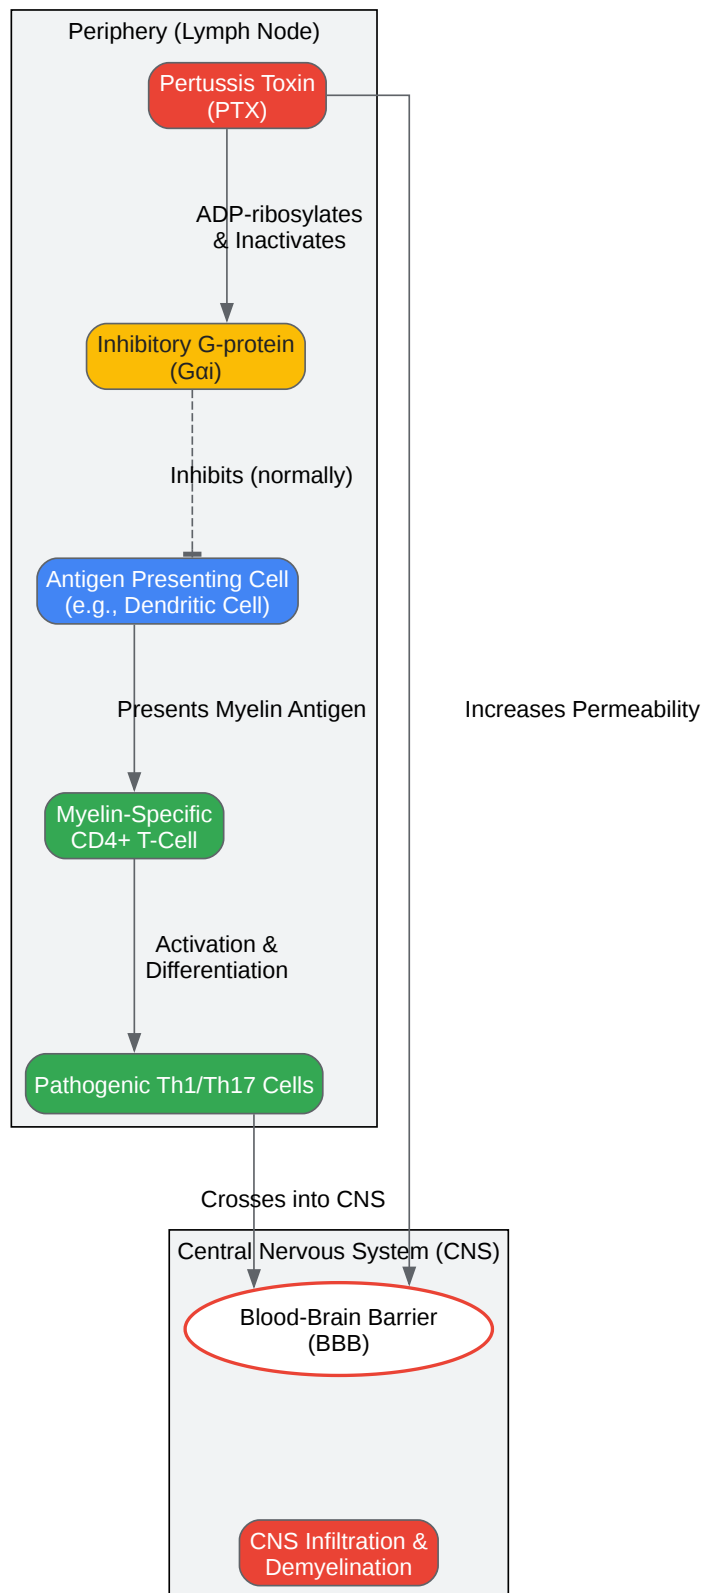 Periphery (Lymph Node)
Pertussis Toxin
(PTX)
ADP-ribosylates
& Inactivates
Inhibitory G-protein
(Gαi)
Inhibits (normally)
Antigen Presenting Cell
(e.g., Dendritic Cell)
Presents Myelin Antigen
Increases Permeability
Myelin-Specific
CD4+ T-Cell
Activation &
Differentiation
Pathogenic Th1/Th17 Cells
Crosses into CNS
Central Nervous System (CNS)
Blood-Brain Barrier
(BBB)
CNS Infiltration &
Demyelination